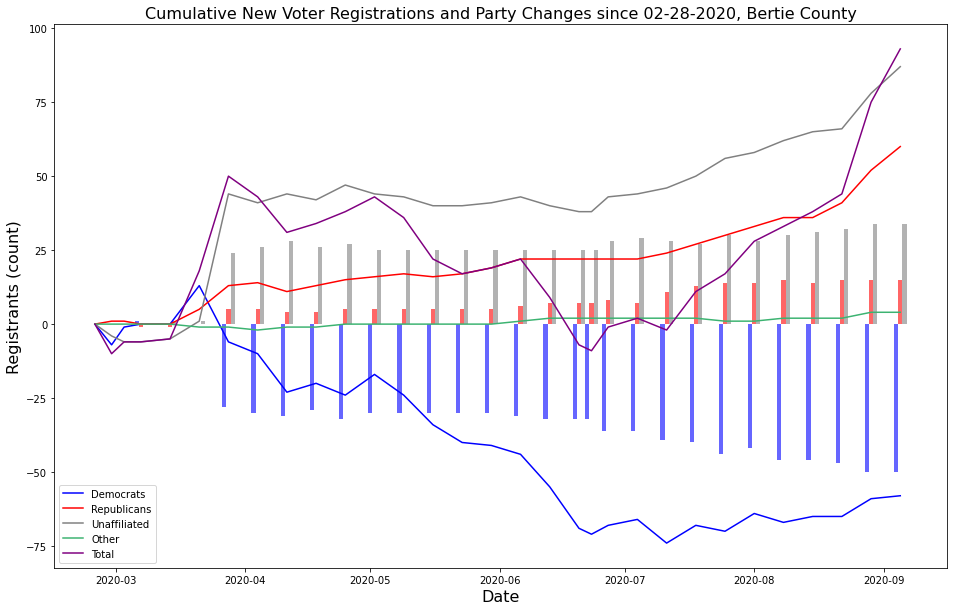 Cumulative New Voter Registrations and Party Changes since 02-28-2020, Bertie County
Registrants (count)
100
75
50
25
0
−25
−50
−75
Democrats
Republicans
Unaffiliated
Other
Total
2020-03 2020-04 2020-05 2020-06 2020-07 2020-08 2020-09
Date